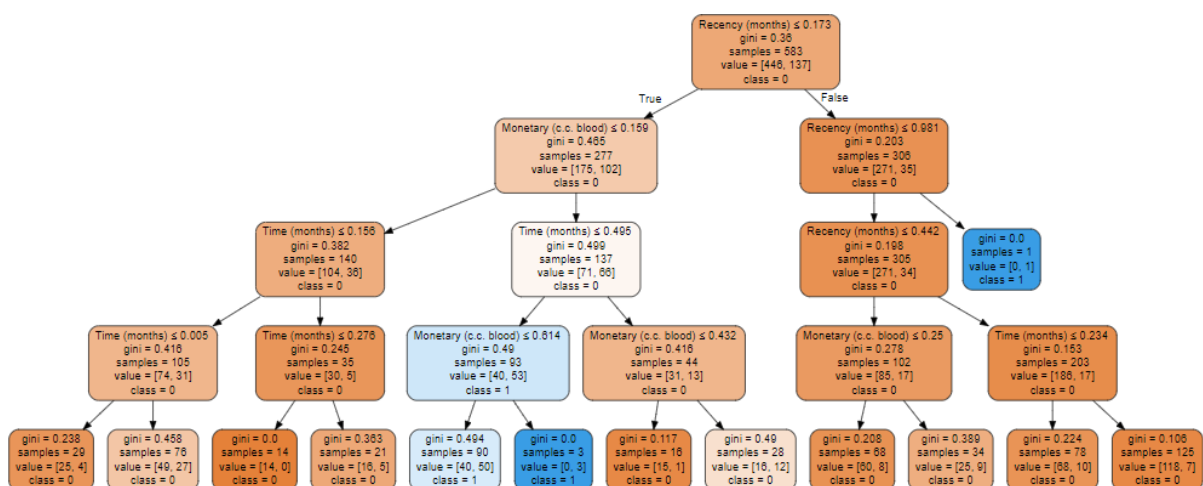 Recency (months) ≤ 0.173
gini = 0.36
samples = 583
value = [446, 137]
class = 0
True
False
Monetary (c.c. blood) ≤ 0.159
gini = 0.465
samples = 277
value = [175, 102]
class = 0
Recency (months) ≤ 0.981
gini = 0.203
samples = 306
value = [271, 35]
class = 0
Time (months) ≤ 0.156
gini = 0.382
samples = 140
value = [104, 36]
class = 0
Time (months) ≤ 0.495
gini = 0.499
samples = 137
value = [71, 66]
class = 0
Recency (months) ≤ 0.442
gini = 0.198
samples = 305
value = [271, 34]
class = 0
gini = 0.0
samples = 1
value = [0, 1]
class = 1
Time (months) ≤ 0.005
gini = 0.416
samples = 105
value = [74, 31]
class = 0
Time (months) ≤ 0.276
gini = 0.245
samples = 35
value = [30, 5]
class = 0
Monetary (c.c. blood) ≤ 0.614
gini = 0.49
samples = 93
value = [40, 53]
class = 1
Monetary (c.c. blood) ≤ 0.432
gini = 0.416
samples = 44
value = [31, 13]
class = 0
Monetary (c.c. blood) ≤ 0.25
gini = 0.278
samples = 102
value = [85, 17]
class = 0
Time (months) ≤ 0.234
gini = 0.153
samples = 203
value = [186, 17]
class = 0
gini = 0.238
samples = 29
value = [25, 4]
class = 0
gini = 0.458
samples = 76
value = [49, 27]
class = 0
gini = 0.0
samples = 14
value = [14, 0]
class = 0
gini = 0.363
samples = 21
value = [16, 5]
class = 0
gini = 0.494
samples = 90
value = [40, 50]
class = 1
gini = 0.0
samples = 3
value = [0, 3]
class = 1
gini = 0.117
samples = 16
value = [15, 1]
class = 0
gini = 0.49
samples = 28
value = [16, 12]
class = 0
gini = 0.208
samples = 68
value = [60, 8]
class = 0
gini = 0.389
samples = 34
value = [25, 9]
class = 0
gini = 0.224
samples = 78
value = [68, 10]
class = 0
gini = 0.106
samples = 125
value = [118, 7]
class = 0